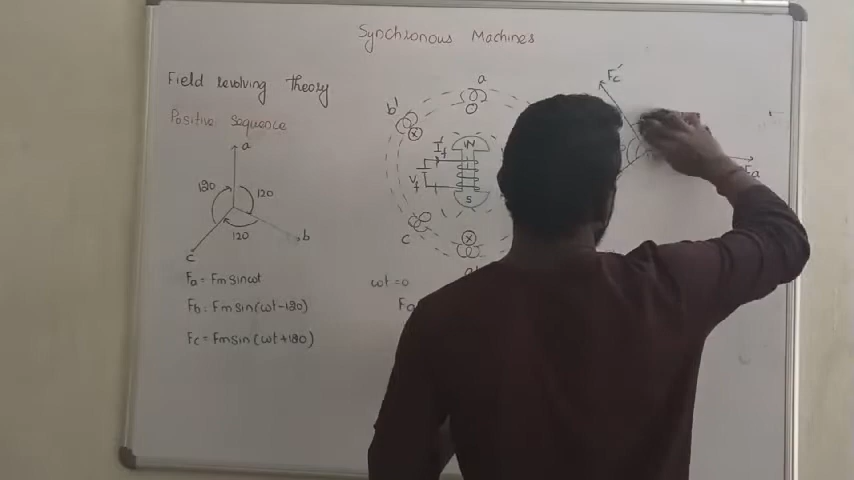 Synchronous Machines
Field revolving theory
Positive sequence
a
120
120
120
b
c
Fa = Fm sinωt
Fb = Fm sin(ωt-120)
Fc = Fm sin(ωt+120)
a
b'
If
N
Vf
S
c
ωt=0
Fc'
Fa